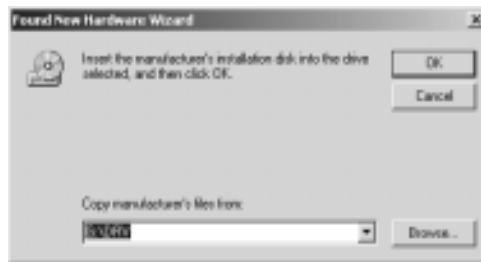 Found New Hardware Wizard
Insert the manufacturer's installation disk into the drive
selected, and then click OK.
OK
Cancel
Copy manufacturer's files from:
Browse...